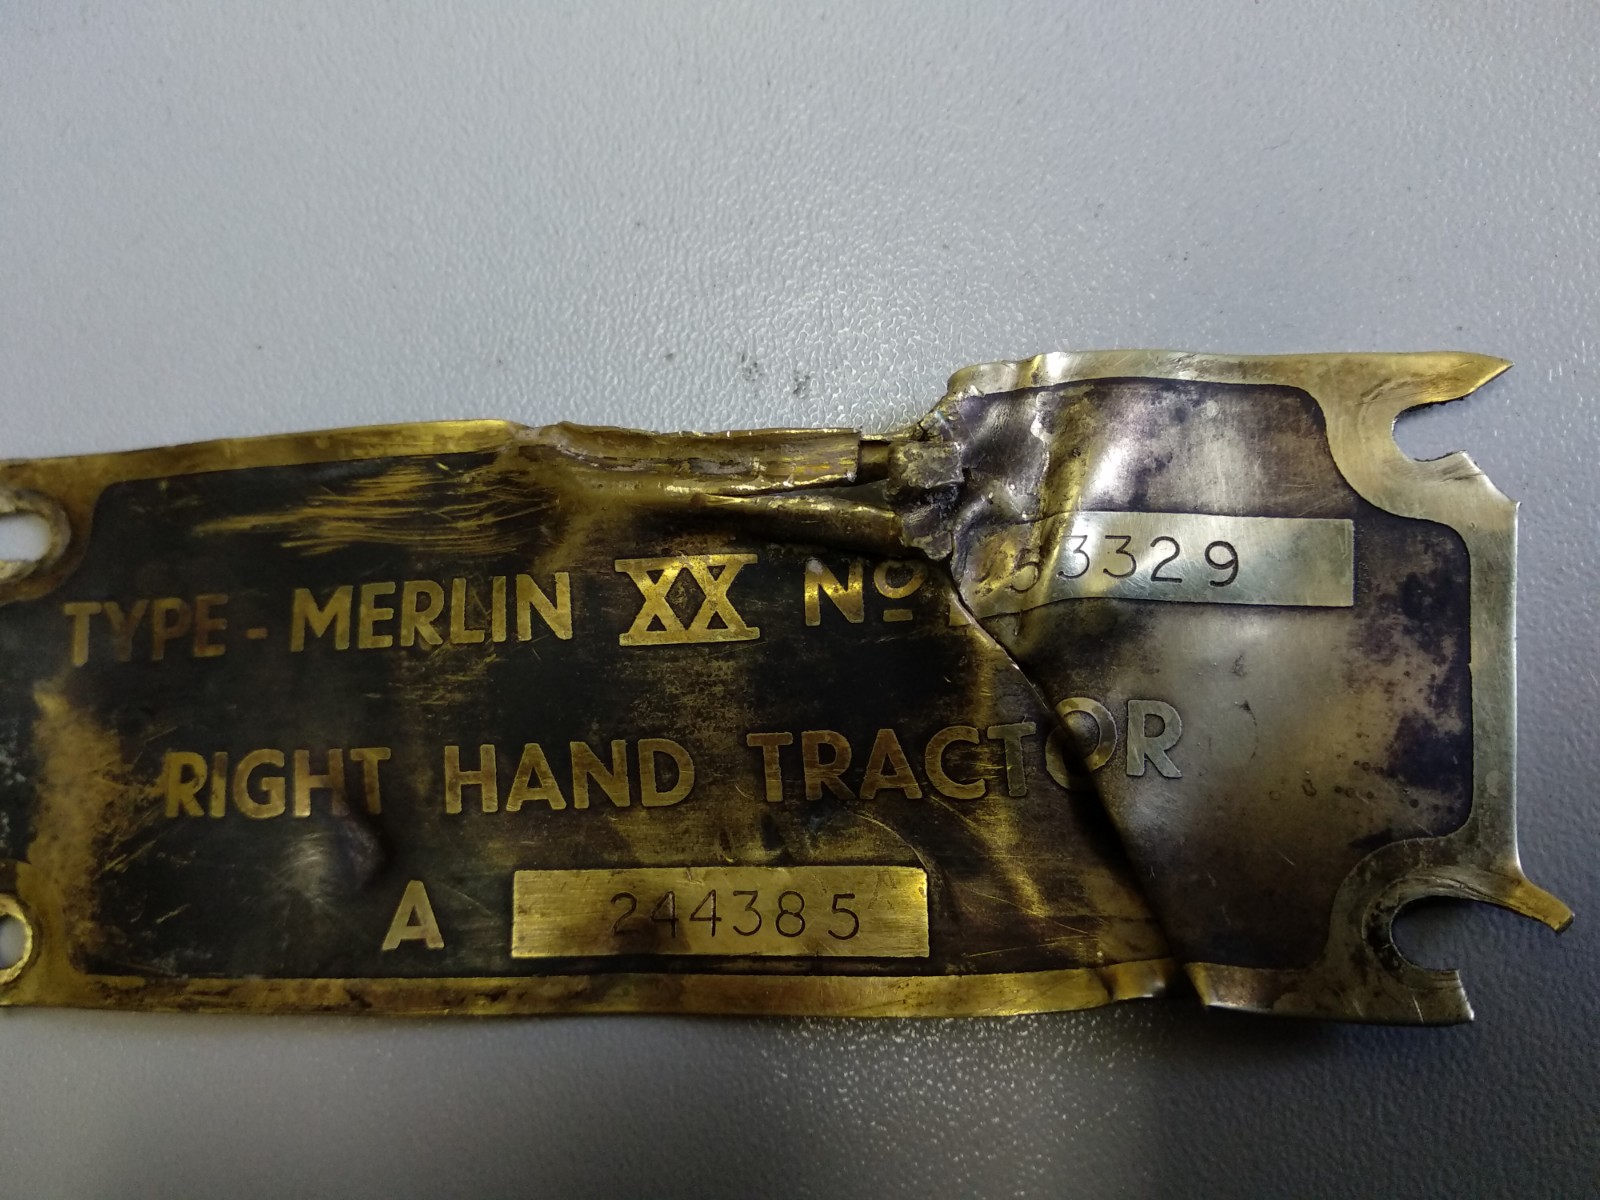 TYPE - MERLIN XX Nº 53329
RIGHT HAND TRACTOR
A 244385